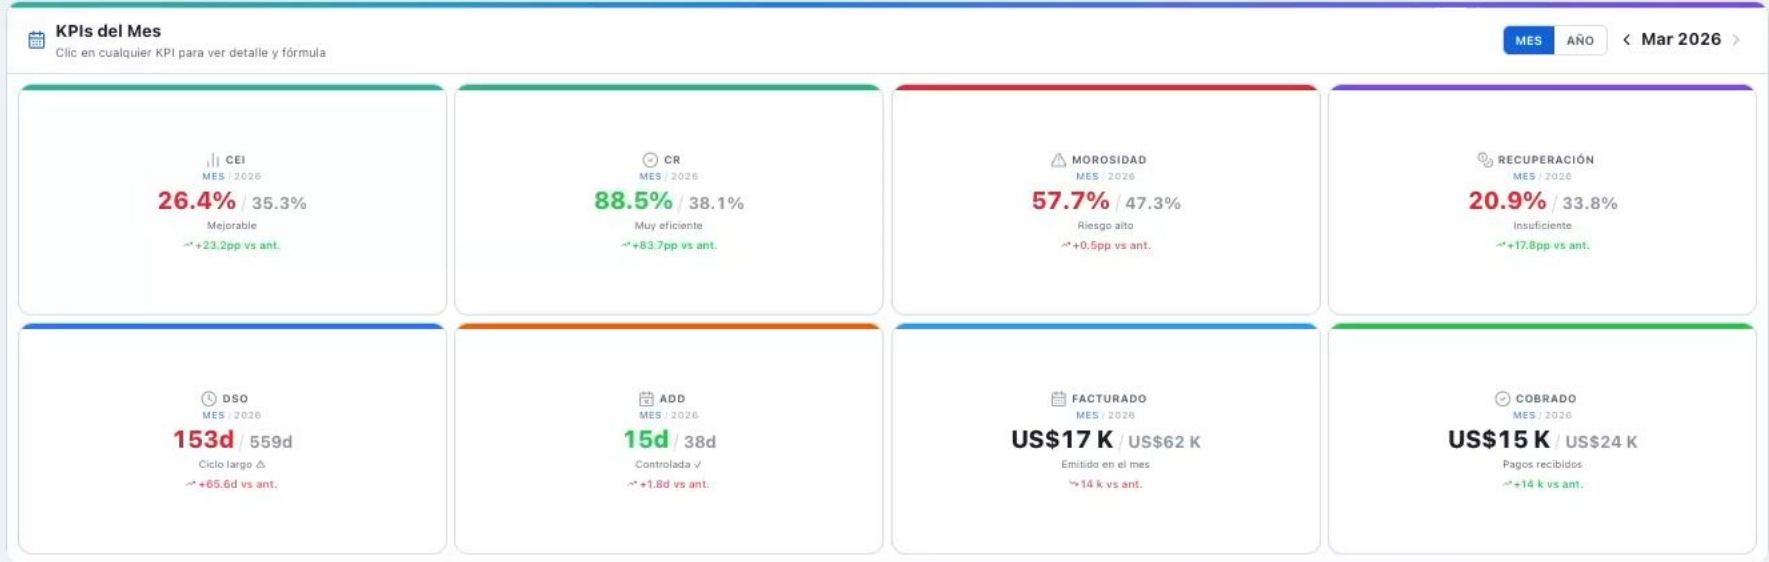 KPIs del Mes
Clic en cualquier KPI para ver detalle y fórmula
MES AÑO < Mar 2026 >
CEI
MES / 2026
26.4% / 35.3%
Mejorable
+23.2pp vs ant.
CR
MES / 2026
88.5% / 38.1%
Muy eficiente
+83.7pp vs ant.
MOROSIDAD
MES / 2026
57.7% / 47.3%
Riesgo alto
+0.5pp vs ant.
RECUPERACIÓN
MES / 2026
20.9% / 33.8%
Insuficiente
+17.8pp vs ant.
DSO
MES / 2026
153d / 559d
Ciclo largo ⚠
+65.6d vs ant.
ADD
MES / 2026
15d / 38d
Controlada ✓
+1.8d vs ant.
FACTURADO
MES / 2026
US$17 K / US$62 K
Emitido en el mes
14 k vs ant.
COBRADO
MES / 2026
US$15 K / US$24 K
Pagos recibidos
+14 k vs ant.